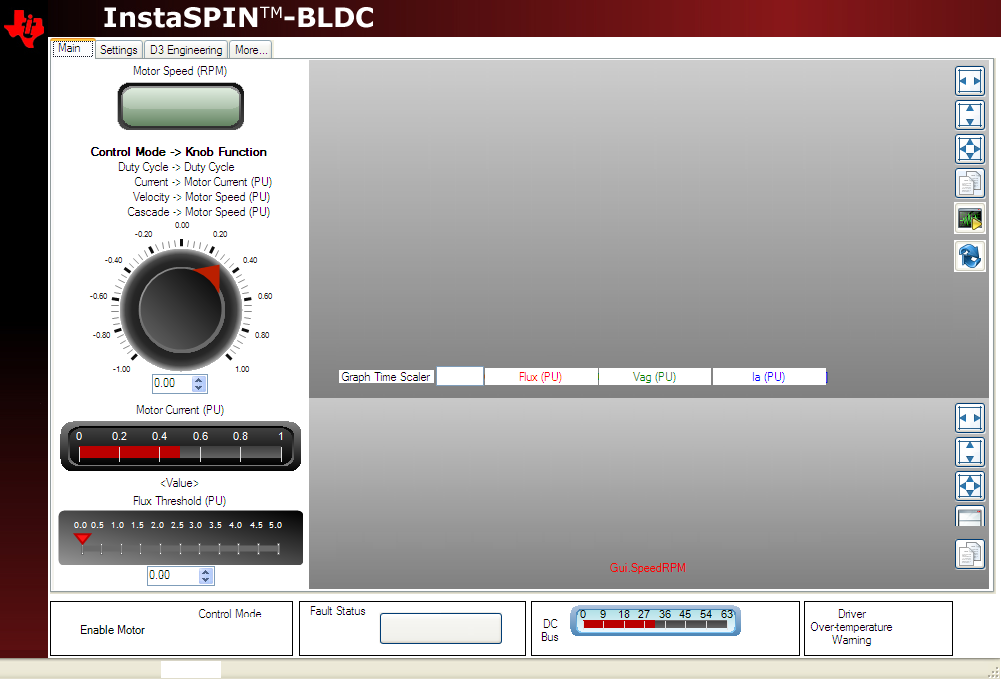 InstaSPIN™-BLDC
Main Settings D3 Engineering More...
Motor Speed (RPM)
Control Mode -> Knob Function
Duty Cycle -> Duty Cycle
Current -> Motor Current (PU)
Velocity -> Motor Speed (PU)
Cascade -> Motor Speed (PU)
0.00
-0.20 0.20
-0.40 0.40
-0.60 0.60
-0.80 0.80
-1.00 1.00
0.00
Motor Current (PU)
0 0.2 0.4 0.6 0.8 1
<Value>
Flux Threshold (PU)
0.0 0.5 1.0 1.5 2.0 2.5 3.0 3.5 4.0 4.5 5.0
0.00
Graph Time Scaler Flux (PU) Vag (PU) Ia (PU)
Gui.SpeedRPM
Control Mode
Enable Motor
Fault Status
DC
Bus
0 9 18 27 36 45 54 63
Driver
Over-temperature
Warning